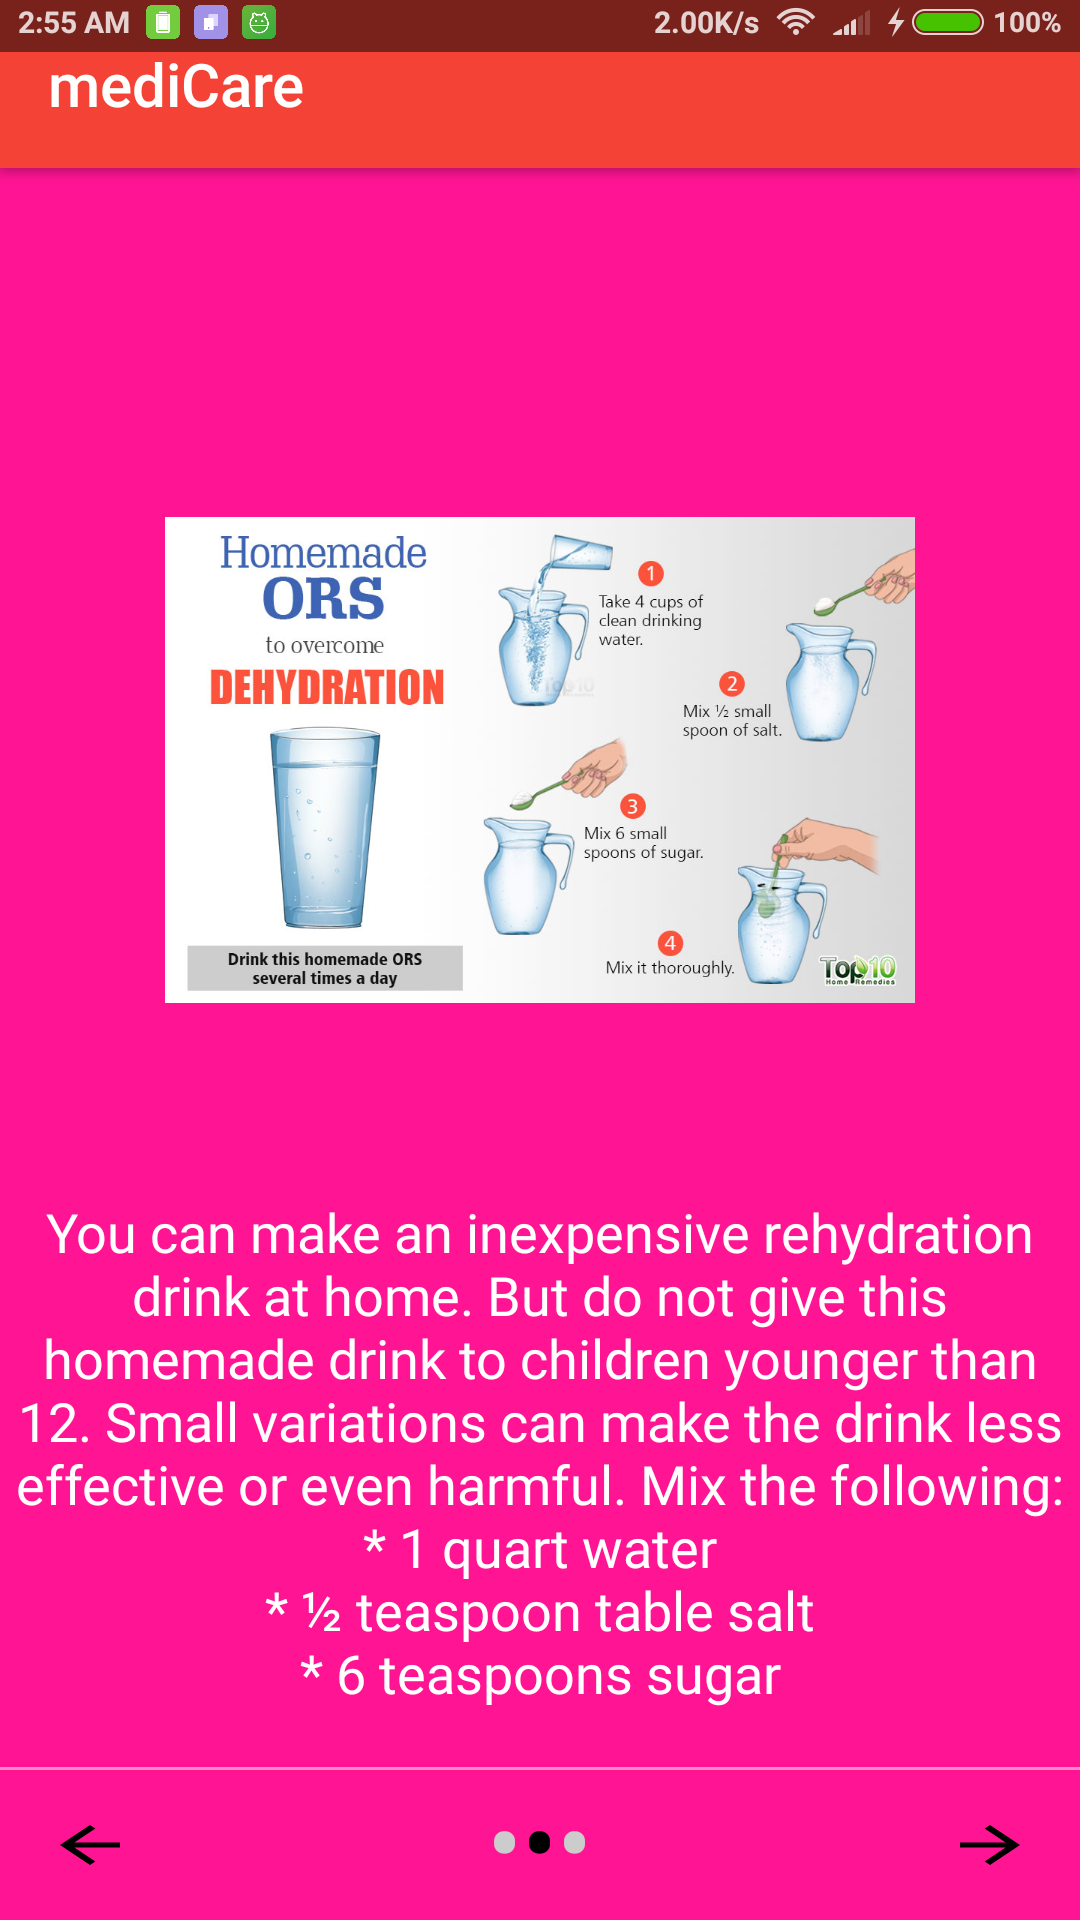 2:55 AM 2.00K/s 100%
mediCare
Homemade
ORS
to overcome
DEHYDRATION
Drink this homemade ORS
several times a day
1
Take 4 cups of
clean drinking
water.
Top10
2
Mix ½ small
spoon of salt.
3
Mix 6 small
spoons of sugar.
4
Mix it thoroughly.
Top10
Home Remedies
You can make an inexpensive rehydration
drink at home. But do not give this
homemade drink to children younger than
12. Small variations can make the drink less
effective or even harmful. Mix the following:
* 1 quart water
* ½ teaspoon table salt
* 6 teaspoons sugar